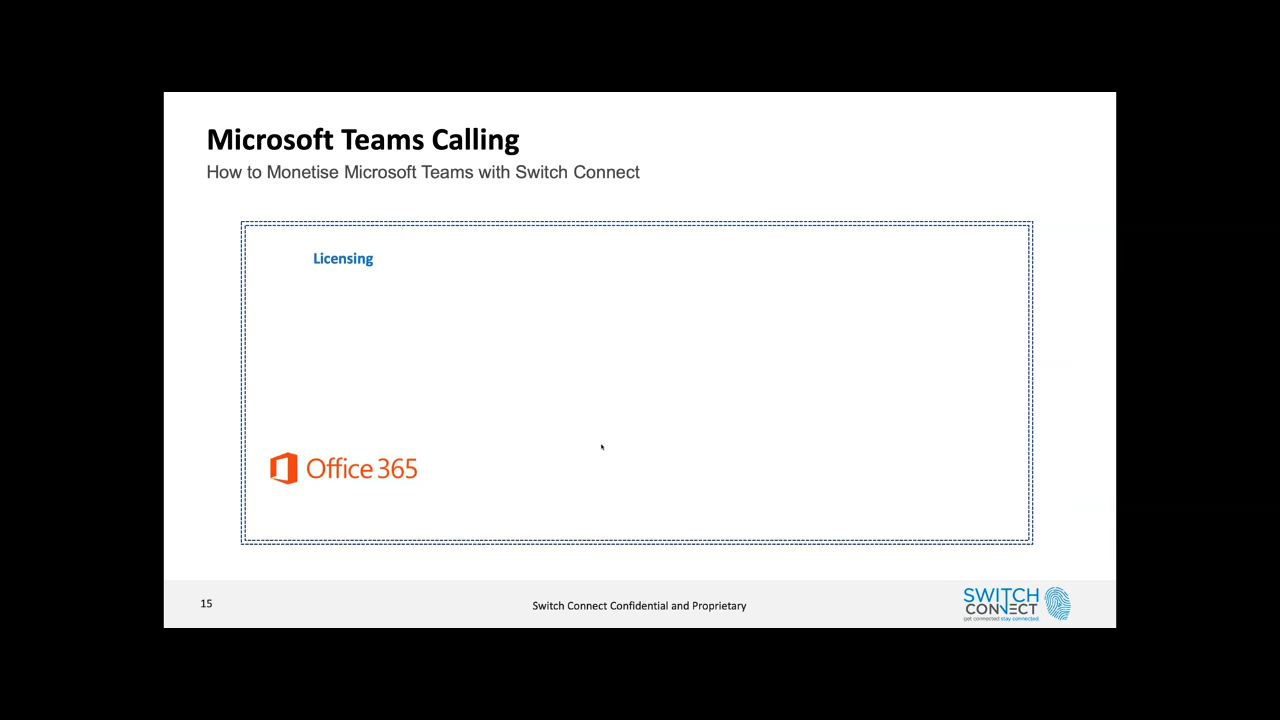 Microsoft Teams Calling
How to Monetise Microsoft Teams with Switch Connect
Licensing
Office 365
15
Switch Connect Confidential and Proprietary
SWITCH
CONNECT
get connected stay connected